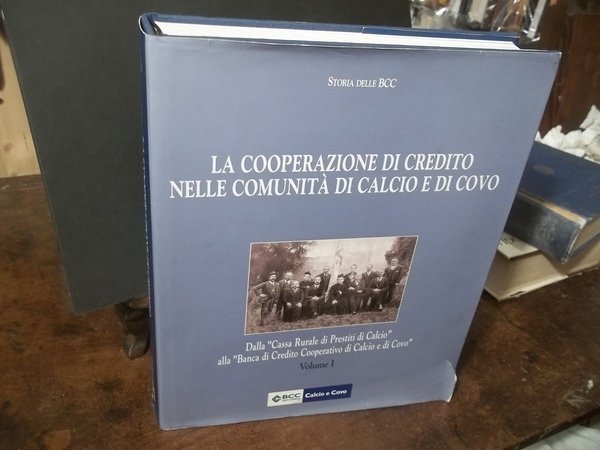 STORIA DELLE BCC
LA COOPERAZIONE DI CREDITO
NELLE COMUNITÀ DI CALCIO E DI COVO
Dalla "Cassa Rurale di Prestiti di Calcio"
alla "Banca di Credito Cooperativo di Calcio e di Covo"
Volume I
BCC Calcio e Covo